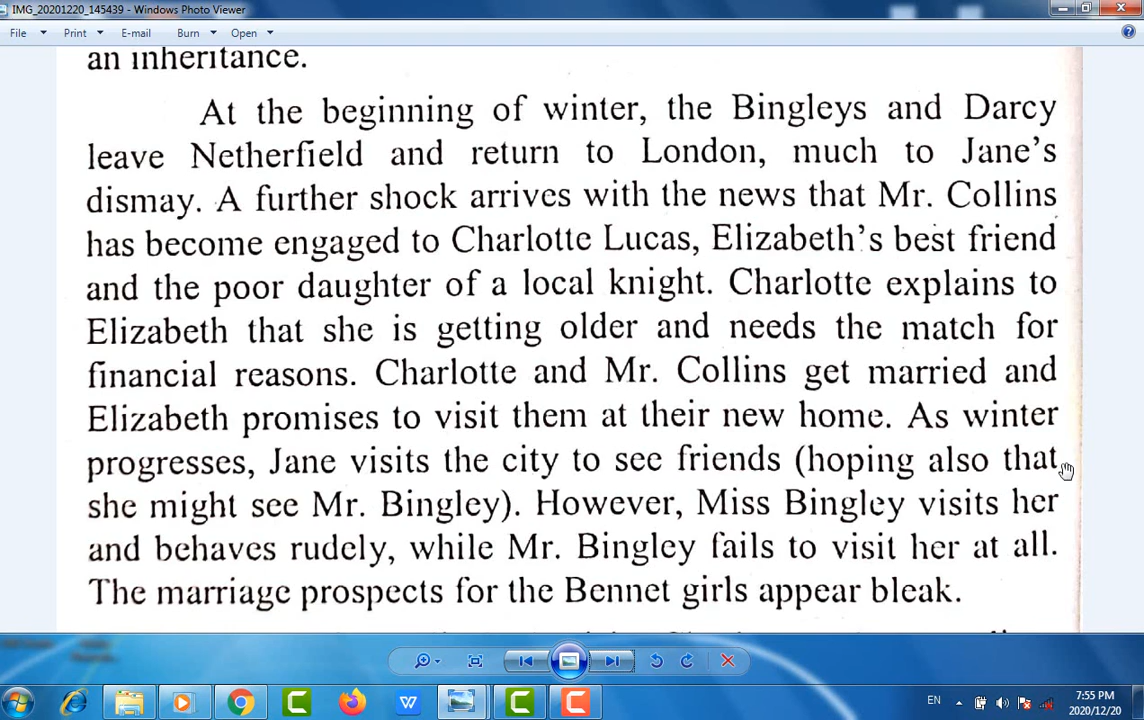 IMG_20201220_145439 - Windows Photo Viewer
File Print E-mail Burn Open
an inheritance.
At the beginning of winter, the Bingleys and Darcy
leave Netherfield and return to London, much to Jane's
dismay. A further shock arrives with the news that Mr. Collins
has become engaged to Charlotte Lucas, Elizabeth's best friend
and the poor daughter of a local knight. Charlotte explains to
Elizabeth that she is getting older and needs the match for
financial reasons. Charlotte and Mr. Collins get married and
Elizabeth promises to visit them at their new home. As winter
progresses, Jane visits the city to see friends (hoping also that
she might see Mr. Bingley). However, Miss Bingley visits her
and behaves rudely, while Mr. Bingley fails to visit her at all.
The marriage prospects for the Bennet girls appear bleak.
EN
7:55 PM
2020/12/20